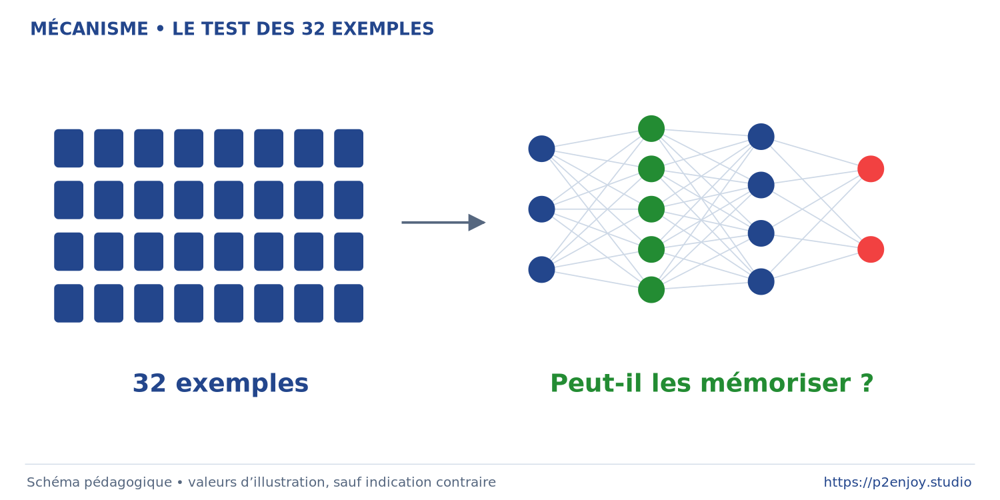 MÉCANISME • LE TEST DES 32 EXEMPLES
32 exemples
Peut-il les mémoriser ?
Schéma pédagogique • valeurs d’illustration, sauf indication contraire
https://p2enjoy.studio